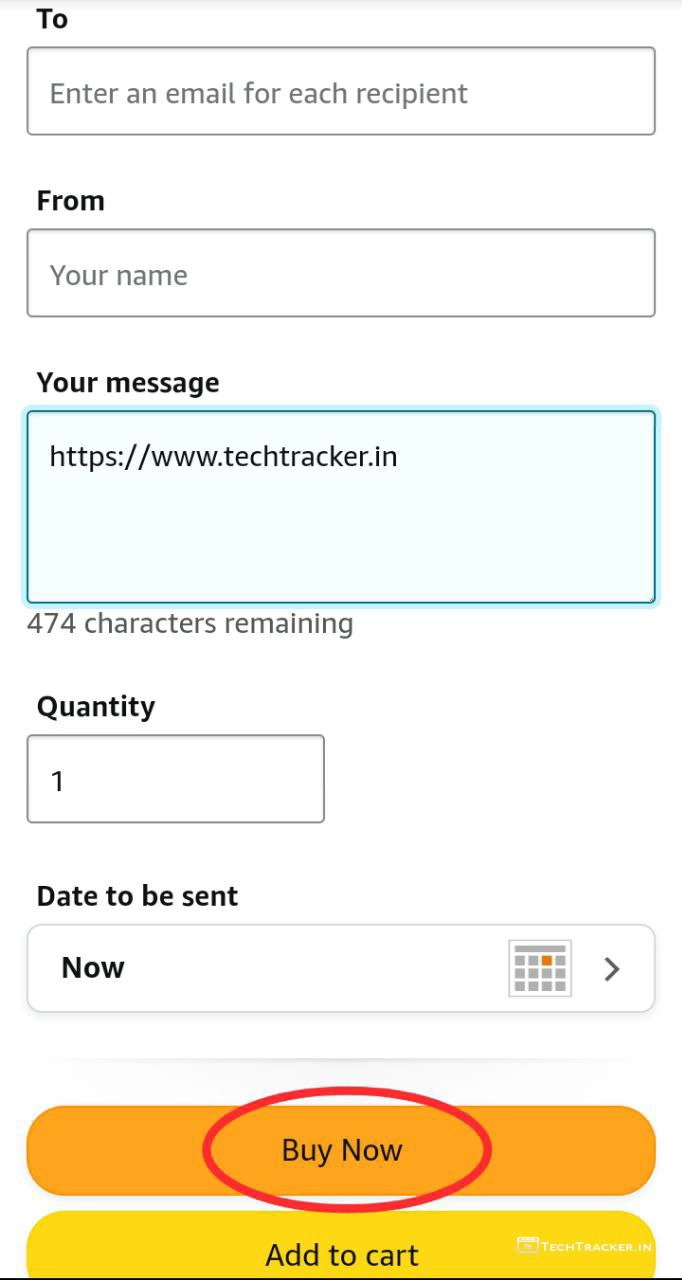 To
Enter an email for each recipient
From
Your name
Your message
https://www.techtracker.in
474 characters remaining
Quantity
1
Date to be sent
Now
Buy Now
Add to cart
TECHTRACKER.IN